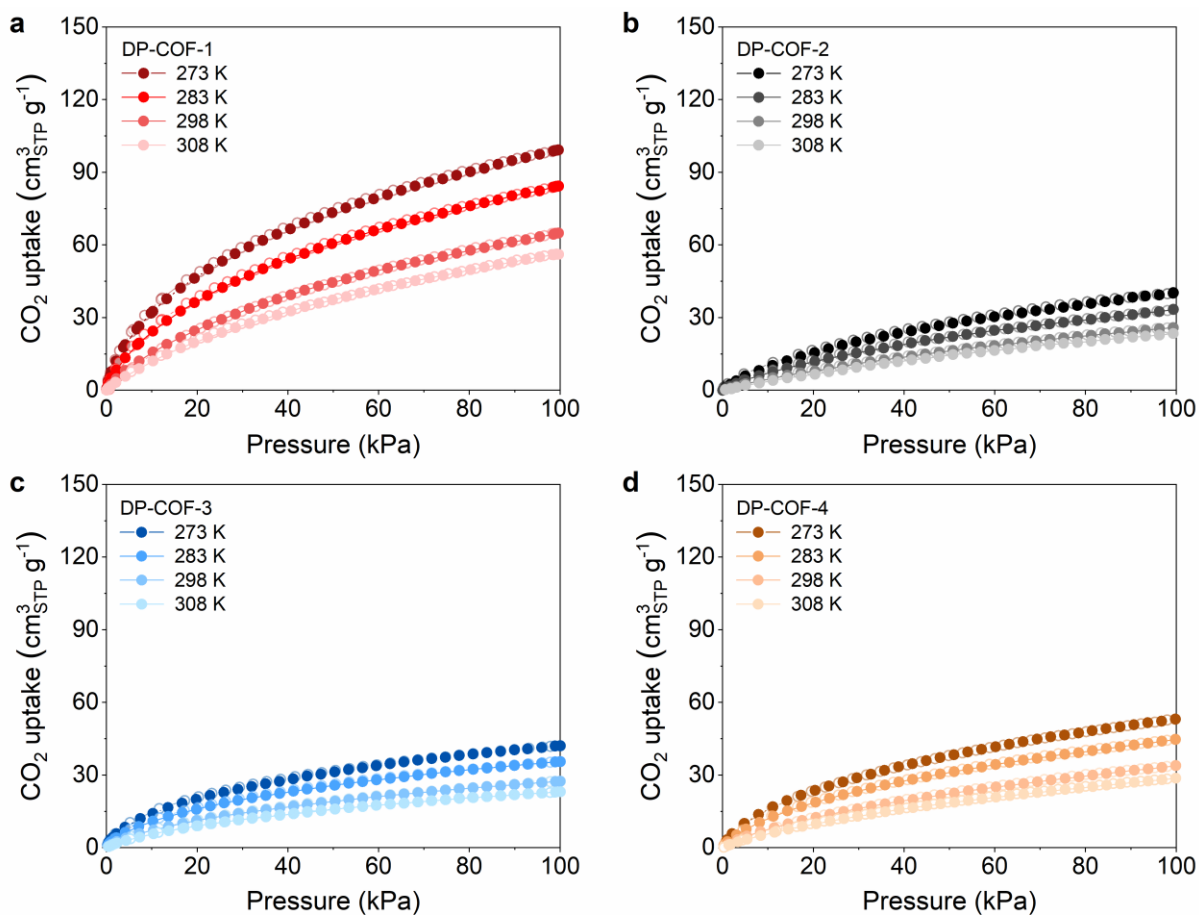 a
DP-COF-1
273 K
283 K
298 K
308 K
150
120
90
60
30
0
CO₂ uptake (cm³STP g⁻¹)
0 20 40 60 80 100
Pressure (kPa)
b
DP-COF-2
273 K
283 K
298 K
308 K
150
120
90
60
30
0
CO₂ uptake (cm³STP g⁻¹)
0 20 40 60 80 100
Pressure (kPa)
c
DP-COF-3
273 K
283 K
298 K
308 K
150
120
90
60
30
0
CO₂ uptake (cm³STP g⁻¹)
0 20 40 60 80 100
Pressure (kPa)
d
DP-COF-4
273 K
283 K
298 K
308 K
150
120
90
60
30
0
CO₂ uptake (cm³STP g⁻¹)
0 20 40 60 80 100
Pressure (kPa)